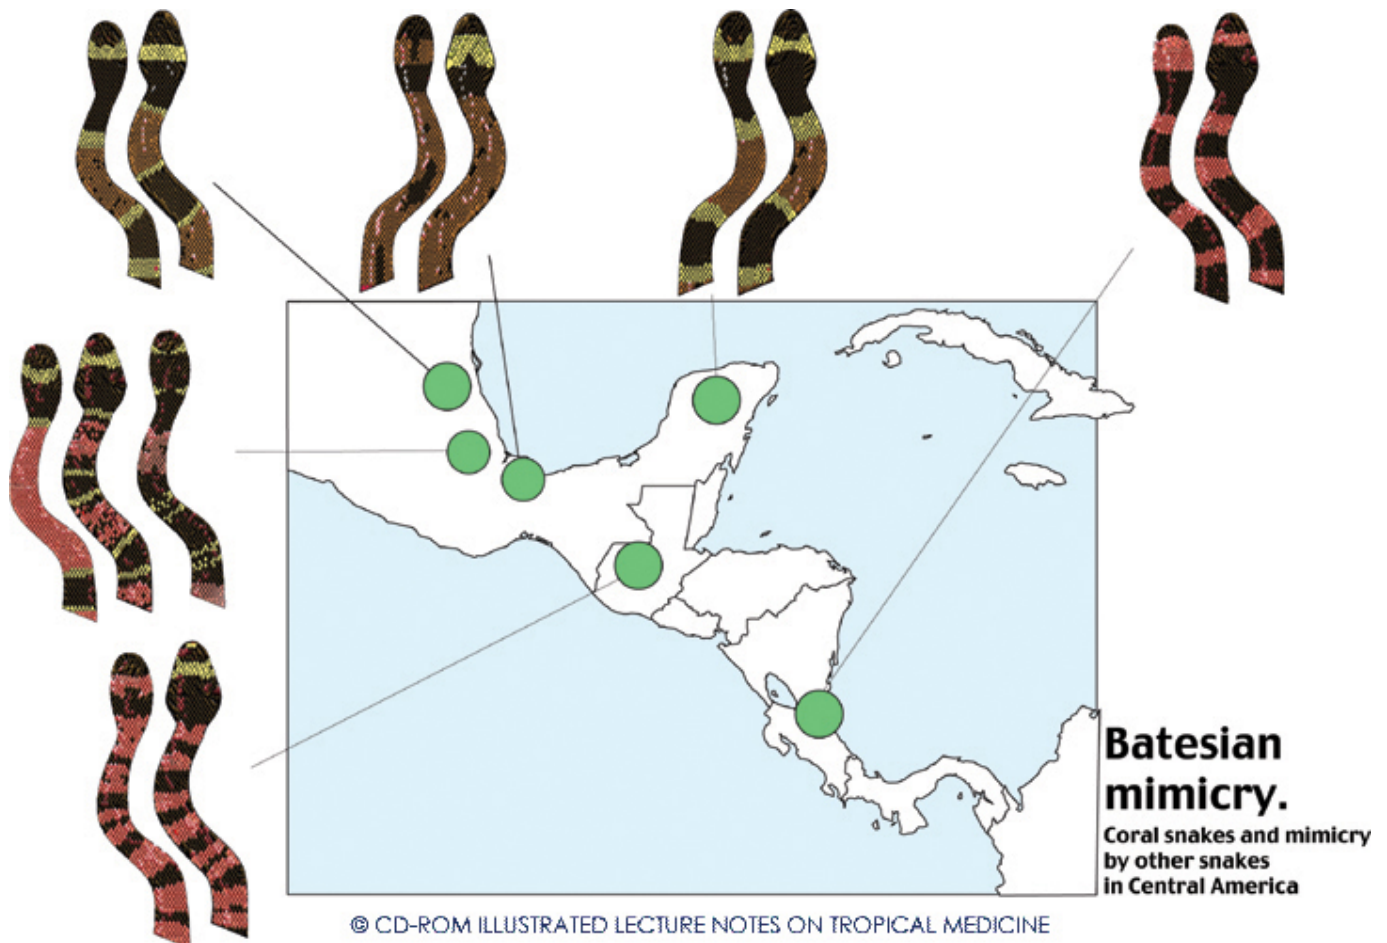 Batesian
mimicry.
Coral snakes and mimicry
by other snakes
in Central America
© CD-ROM ILLUSTRATED LECTURE NOTES ON TROPICAL MEDICINE